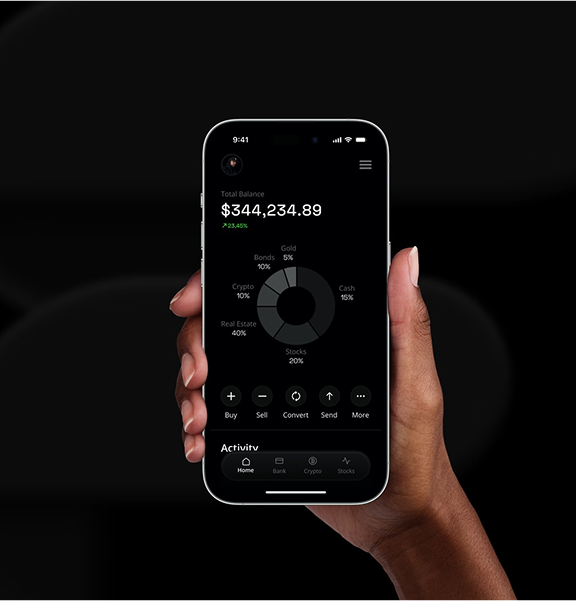 9:41
Total Balance
$344,234.89
↗23,45%
Gold
5%
Bonds
10%
Crypto
10%
Cash
15%
Real Estate
40%
Stocks
20%
Buy Sell Convert Send More
Activity
Home Bank Crypto Stocks